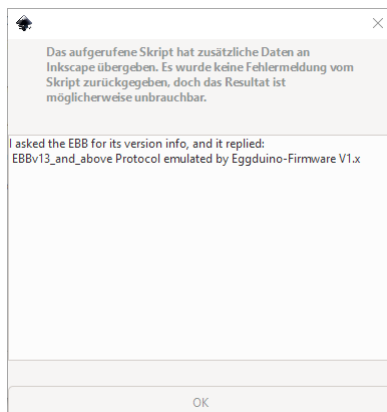 Das aufgerufene Skript hat zusätzliche Daten an
Inkscape übergeben. Es wurde keine Fehlermeldung vom
Skript zurückgegeben, doch das Resultat ist
möglicherweise unbrauchbar.
I asked the EBB for its version info, and it replied:
EBBv13_and_above Protocol emulated by Eggduino-Firmware V1.x
OK